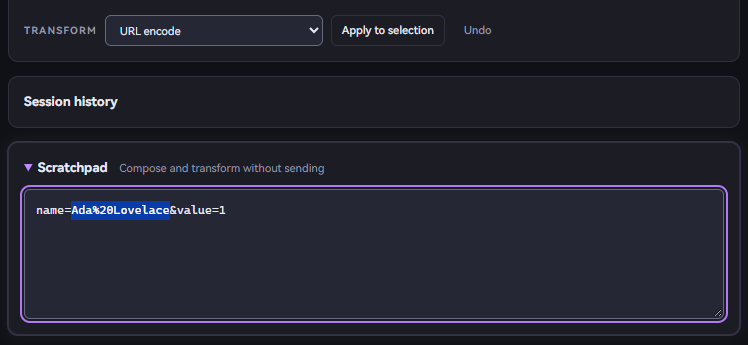 TRANSFORM URL encode Apply to selection Undo
Session history
Scratchpad Compose and transform without sending
name=Ada%20Lovelace&value=1